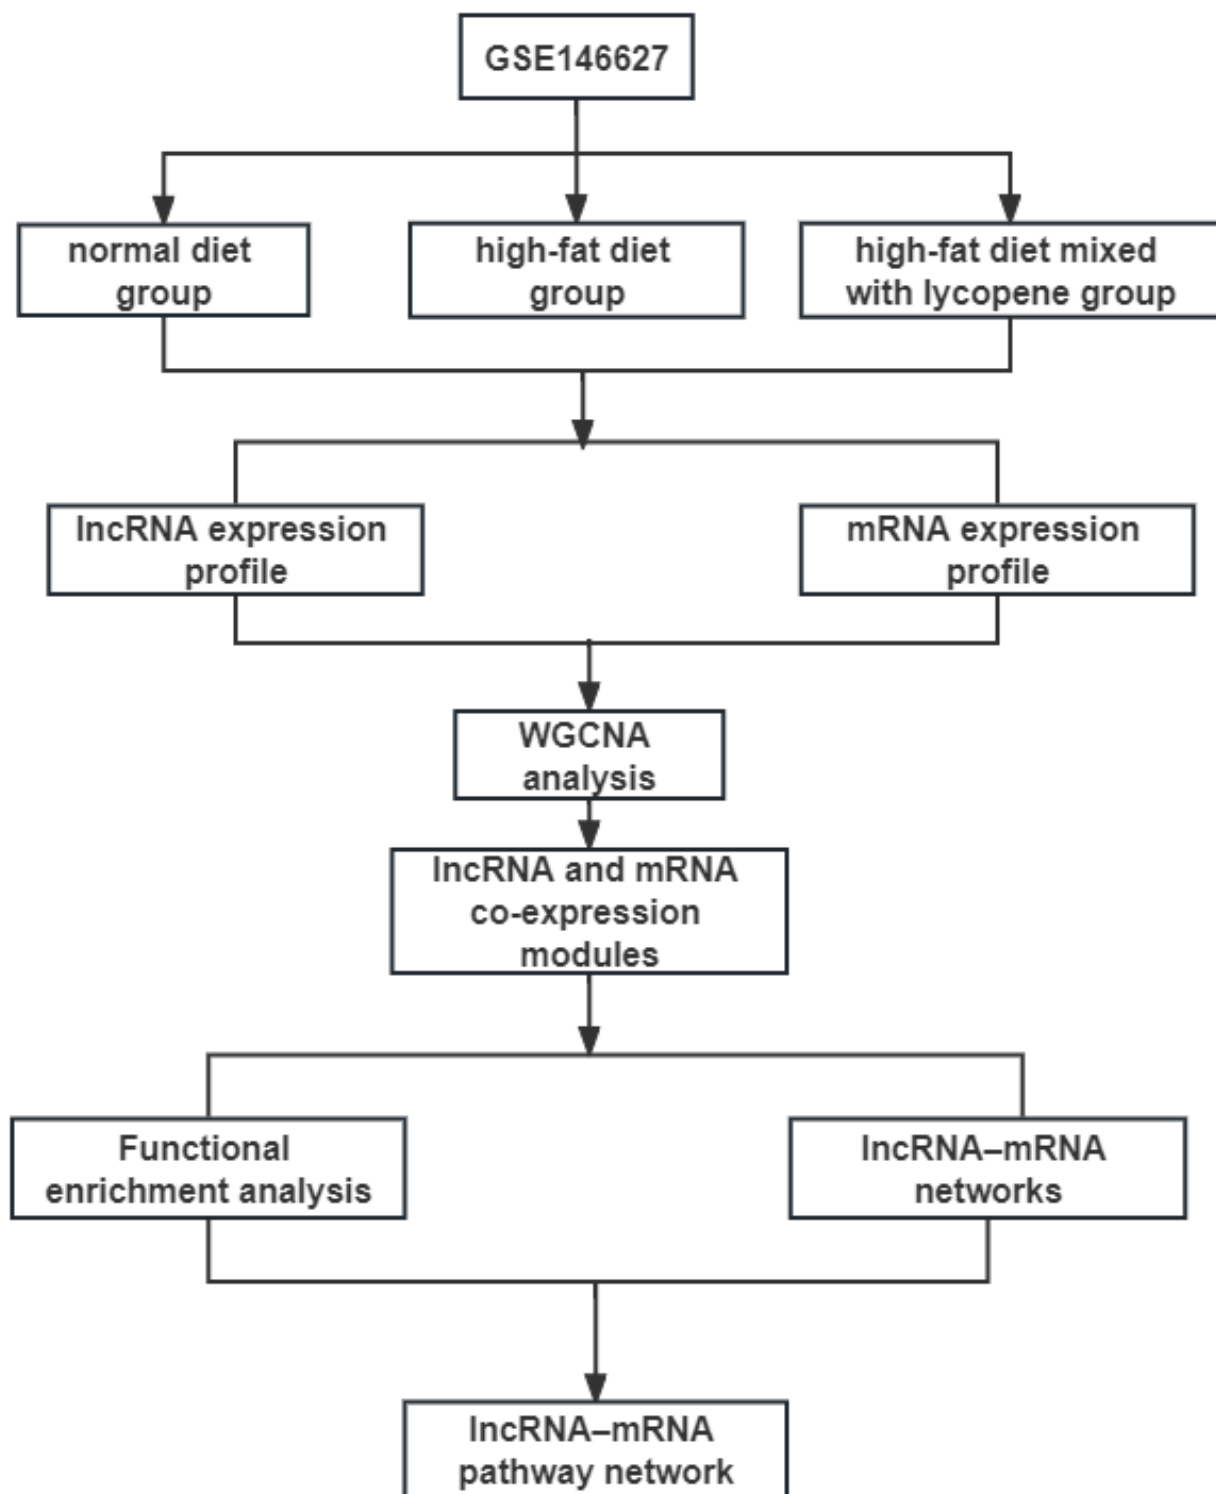 GSE146627
normal diet
group
high-fat diet
group
high-fat diet mixed
with lycopene group
lncRNA expression
profile
mRNA expression
profile
WGCNA
analysis
lncRNA and mRNA
co-expression
modules
Functional
enrichment analysis
lncRNA–mRNA
networks
lncRNA–mRNA
pathway network